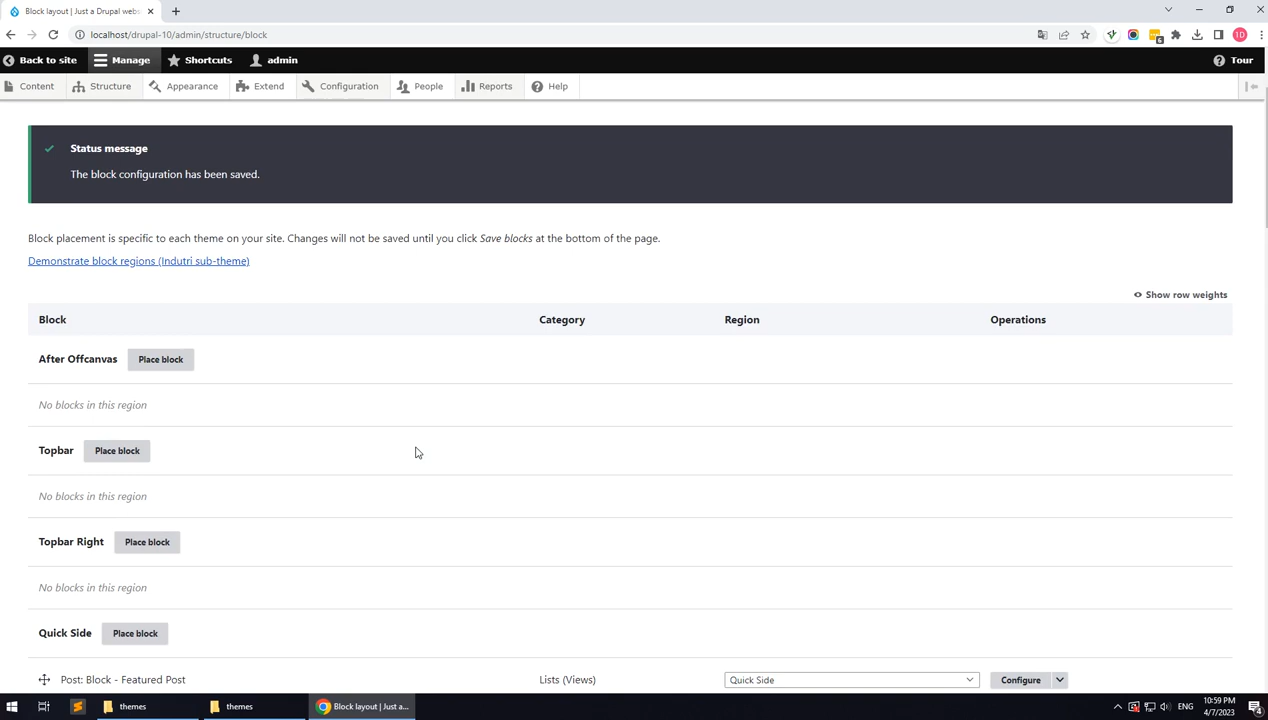 Block layout | Just a Drupal webs
localhost/drupal-10/admin/structure/block
6
1D
Back to site
Manage
Shortcuts
admin
Tour
Content
Structure
Appearance
Extend
Configuration
People
Reports
Help
Status message
The block configuration has been saved.
Block placement is specific to each theme on your site. Changes will not be saved until you click Save blocks at the bottom of the page.
Demonstrate block regions (Indutri sub-theme)
Show row weights
Block Category Region Operations
After Offcanvas Place block
No blocks in this region
Topbar Place block
No blocks in this region
Topbar Right Place block
No blocks in this region
Quick Side Place block
Post: Block - Featured Post Lists (Views) Quick Side Configure
themes
themes
Block layout | Just a...
ENG
10:59 PM
4/7/2023
4